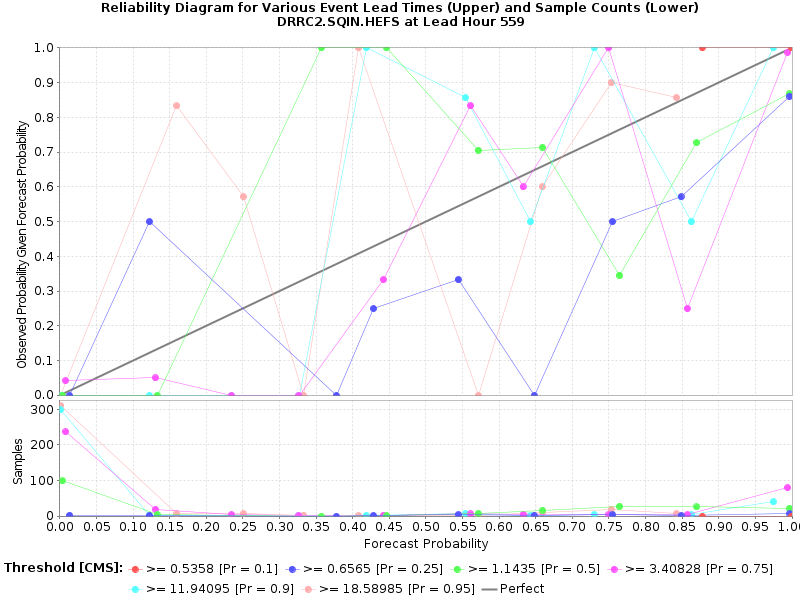 Reliability Diagram for Various Event Lead Times (Upper) and Sample Counts (Lower)
DRRC2.SQIN.HEFS at Lead Hour 559
Observed Probability Given Forecast Probability
1.0
0.9
0.8
0.7
0.6
0.5
0.4
0.3
0.2
0.1
0.0
Samples
300
200
100
0
0.00 0.05 0.10 0.15 0.20 0.25 0.30 0.35 0.40 0.45 0.50 0.55 0.60 0.65 0.70 0.75 0.80 0.85 0.90 0.95 1.0
Forecast Probability
Threshold [CMS]: >= 0.5358 [Pr = 0.1] >= 0.6565 [Pr = 0.25] >= 1.1435 [Pr = 0.5] >= 3.40828 [Pr = 0.75]
>= 11.94095 [Pr = 0.9] >= 18.58985 [Pr = 0.95] Perfect